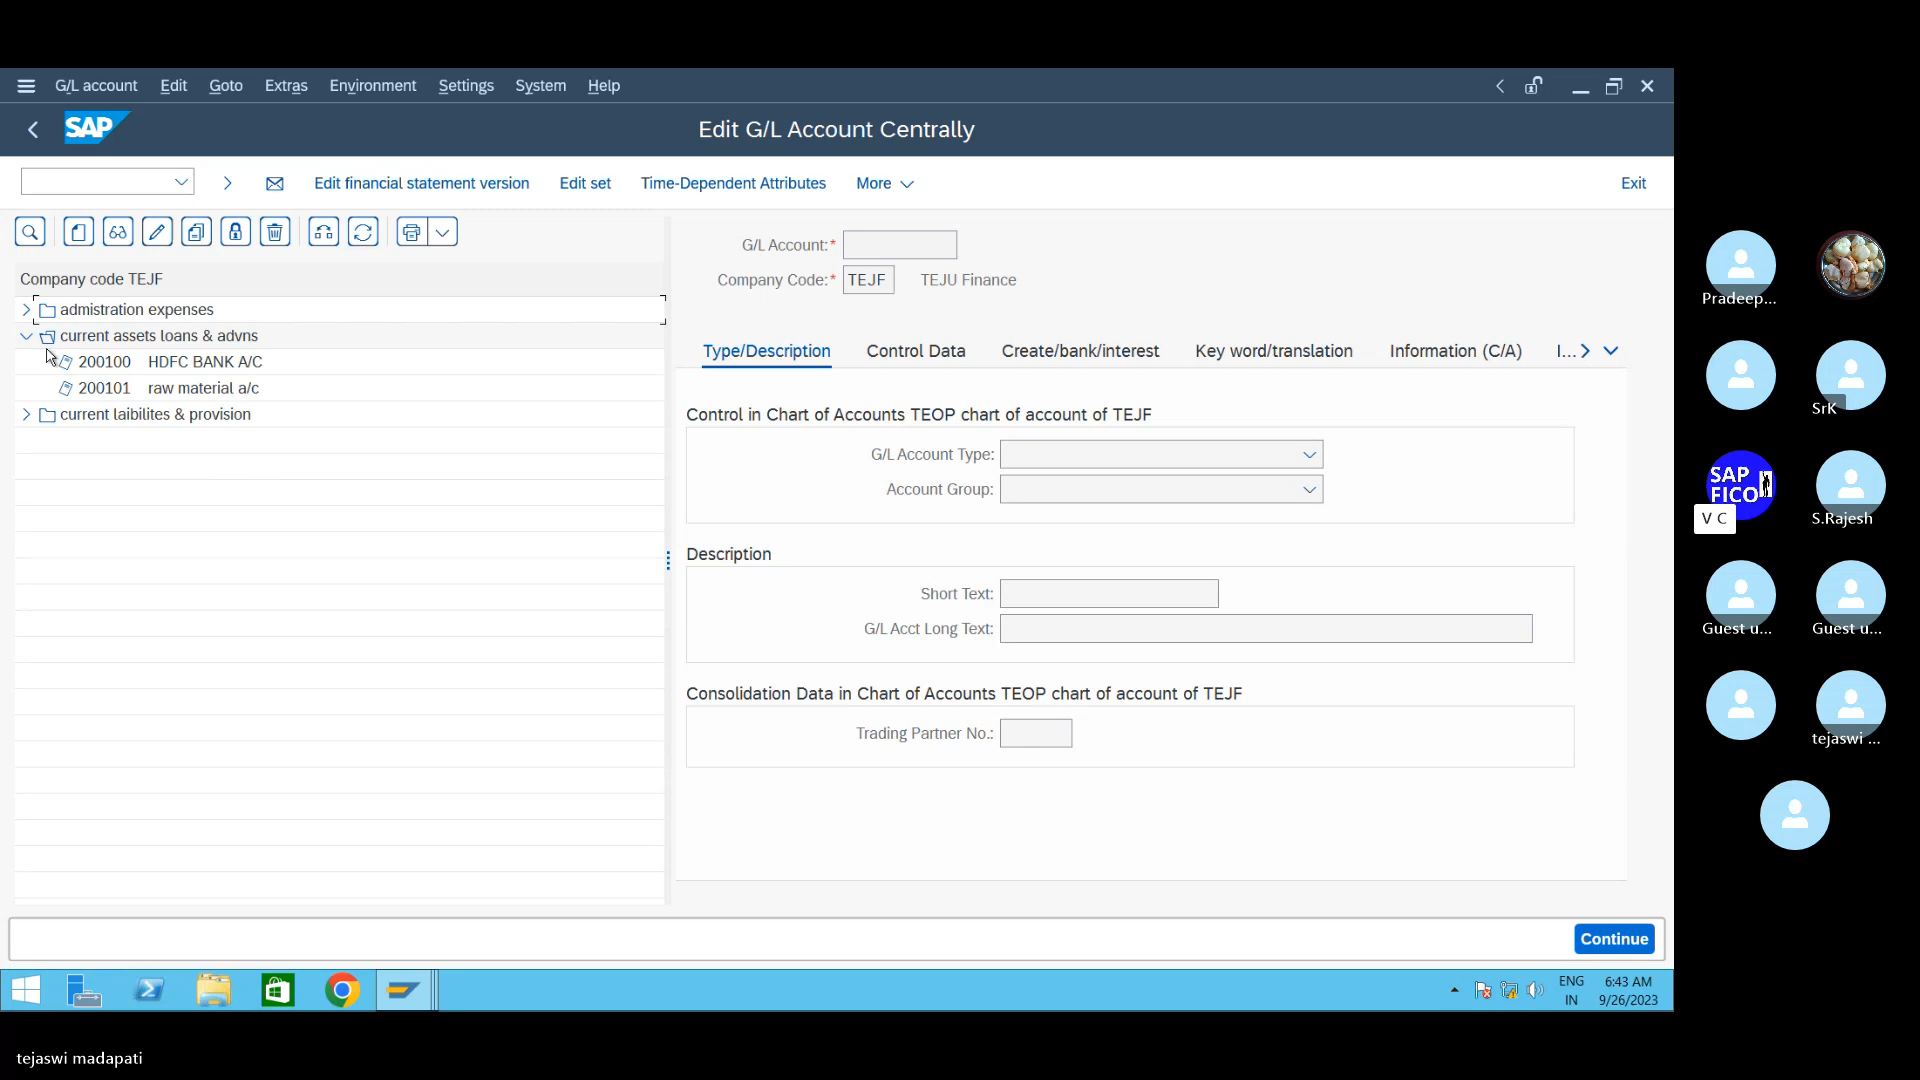 G/L account Edit Goto Extras Environment Settings System Help
SAP Edit G/L Account Centrally
Edit financial statement version Edit set Time-Dependent Attributes More Exit
Company code TEJF
admistration expenses
current assets loans & advns
200100 HDFC BANK A/C
200101 raw material a/c
current laibilites & provision
G/L Account:*
Company Code:* TEJF TEJU Finance
Type/Description Control Data Create/bank/interest Key word/translation Information (C/A) I...
Control in Chart of Accounts TEOP chart of account of TEJF
G/L Account Type:
Account Group:
Description
Short Text:
G/L Acct Long Text:
Consolidation Data in Chart of Accounts TEOP chart of account of TEJF
Trading Partner No.:
Continue
ENG
IN
6:43 AM
9/26/2023
Pradeep...
SrK
SAP
FICO
V C
S.Rajesh
Guest u...
Guest u...
tejaswi ...
tejaswi madapati